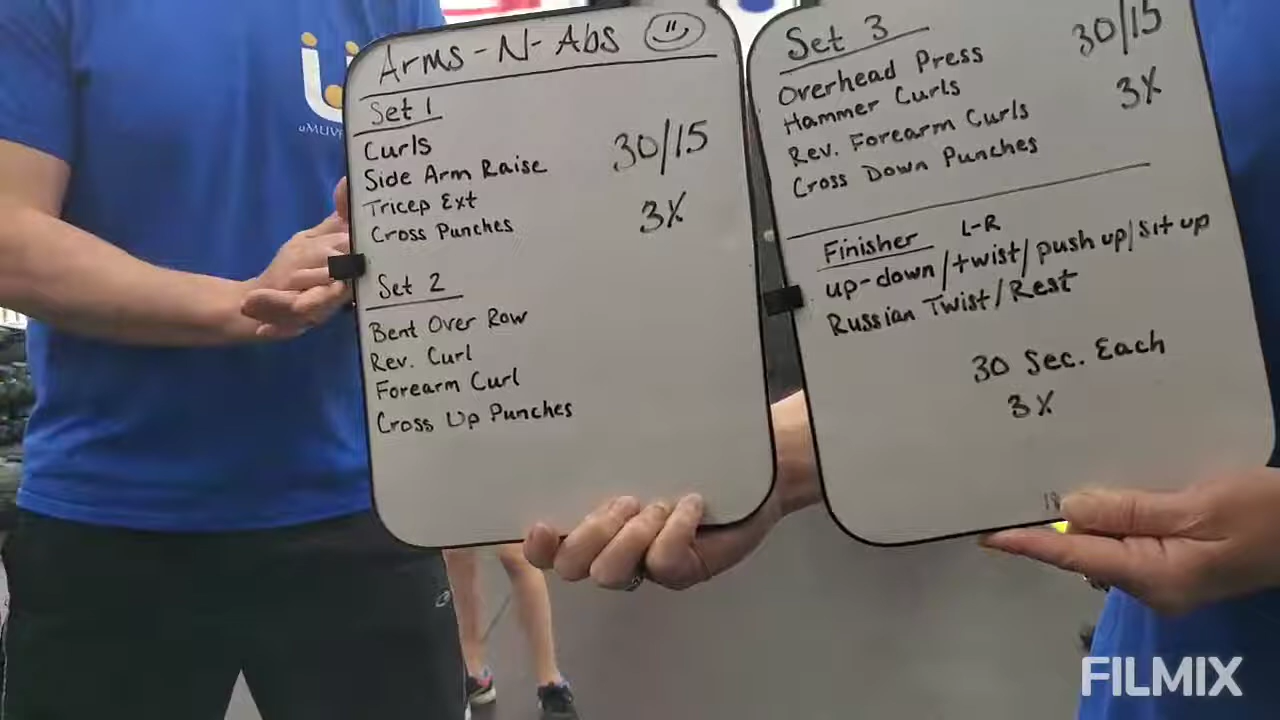 Arms-N-Abs
Set 1
Curls
Side Arm Raise
Tricep Ext
Cross Punches
30/15
3X
Set 2
Bent Over Row
Rev. Curl
Forearm Curl
Cross Up Punches
Set 3
Overhead Press
Hammer Curls
Rev. Forearm Curls
Cross Down Punches
30/15
3X
Finisher
L-R
up-down/twist/push up/sit up
Russian Twist/Rest
30 Sec. Each
3X
FILMIX